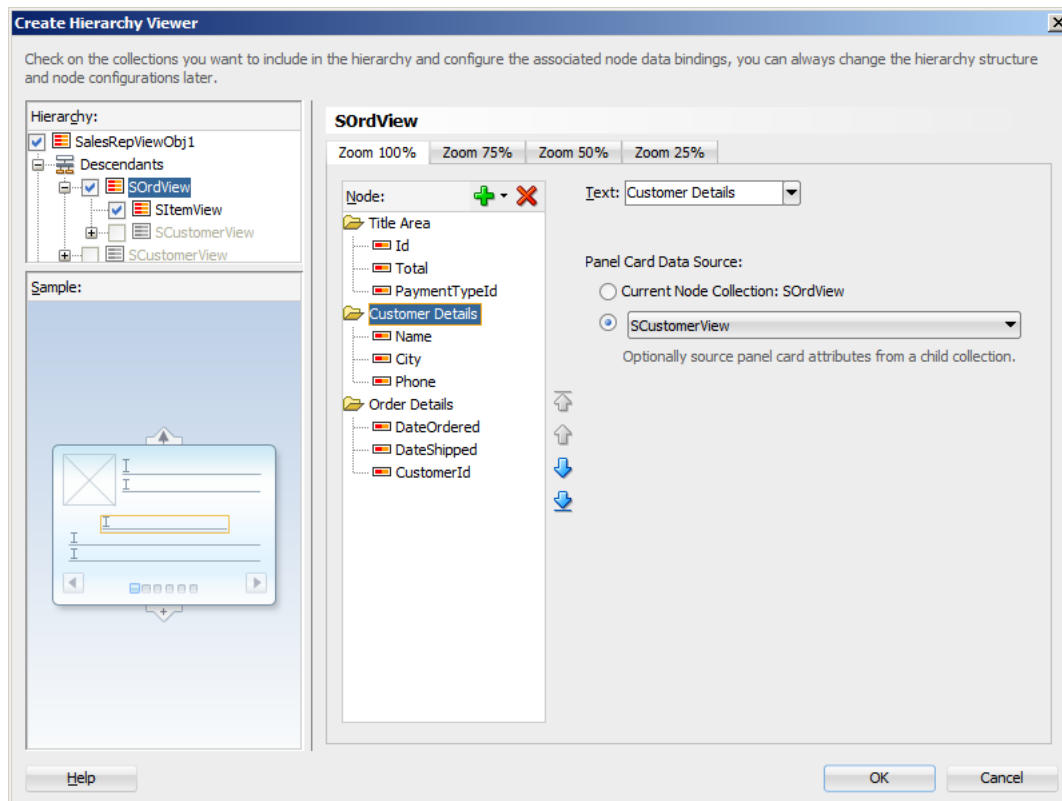 Create Hierarchy Viewer
Check on the collections you want to include in the hierarchy and configure the associated node data bindings, you can always change the hierarchy structure
and node configurations later.
Hierarchy:
SalesRepViewObj1
Descendants
SOrdView
SItemView
SCustomerView
SCustomerView
Sample:
SOrdView
Zoom 100%
Zoom 75%
Zoom 50%
Zoom 25%
Node:
Title Area
Id
Total
PaymentTypeId
Customer Details
Name
City
Phone
Order Details
DateOrdered
DateShipped
CustomerId
Text: Customer Details
Panel Card Data Source:
Current Node Collection: SOrdView
SCustomerView
Optionally source panel card attributes from a child collection.
Help
OK
Cancel